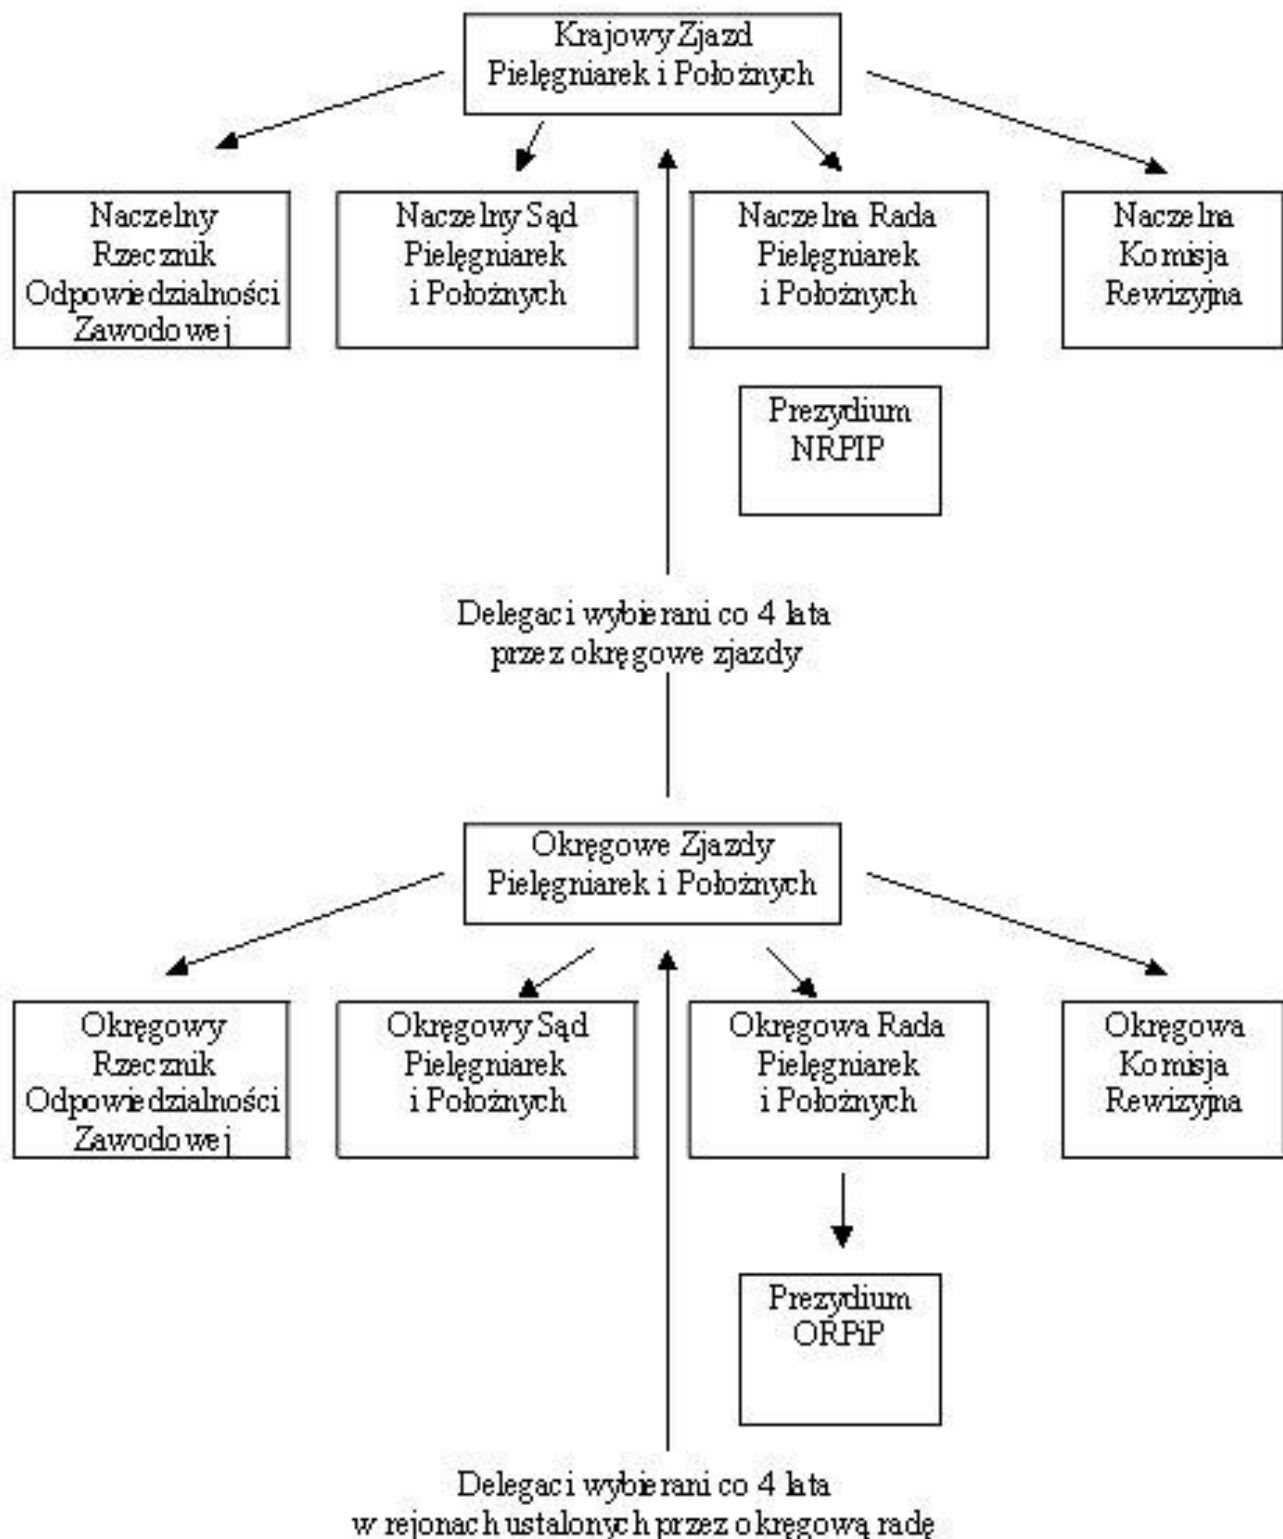 Krajowy Zjazd
Pielęgniarek i Położnych
Naczelny
Rzecznik
Odpowiedzialności
Zawodowej
Naczelny Sąd
Pielęgniarek
i Położnych
Naczelna Rada
Pielęgniarek
i Położnych
Naczelna
Komisja
Rewizyjna
Prezydium
NRPIP
Delegaci wybierani co 4 lata
przez okręgowe zjazdy
Okręgowe Zjazdy
Pielęgniarek i Położnych
Okręgowy
Rzecznik
Odpowiedzialności
Zawodowej
Okręgowy Sąd
Pielęgniarek
i Położnych
Okręgowa Rada
Pielęgniarek
i Położnych
Okręgowa
Komisja
Rewizyjna
Prezydium
ORPiP
Delegaci wybierani co 4 lata
w rejonach ustalonych przez okręgową radę